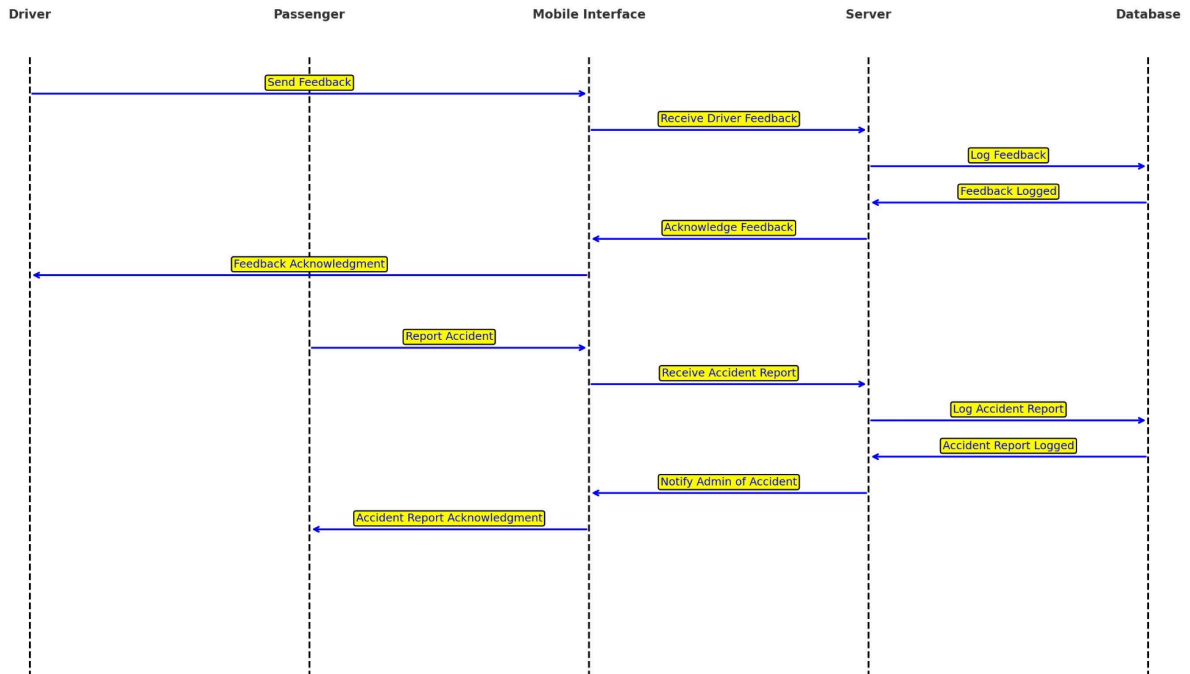 Driver
Passenger
Mobile Interface
Server
Database
Send Feedback
Receive Driver Feedback
Log Feedback
Feedback Logged
Acknowledge Feedback
Feedback Acknowledgment
Report Accident
Receive Accident Report
Log Accident Report
Accident Report Logged
Notify Admin of Accident
Accident Report Acknowledgment